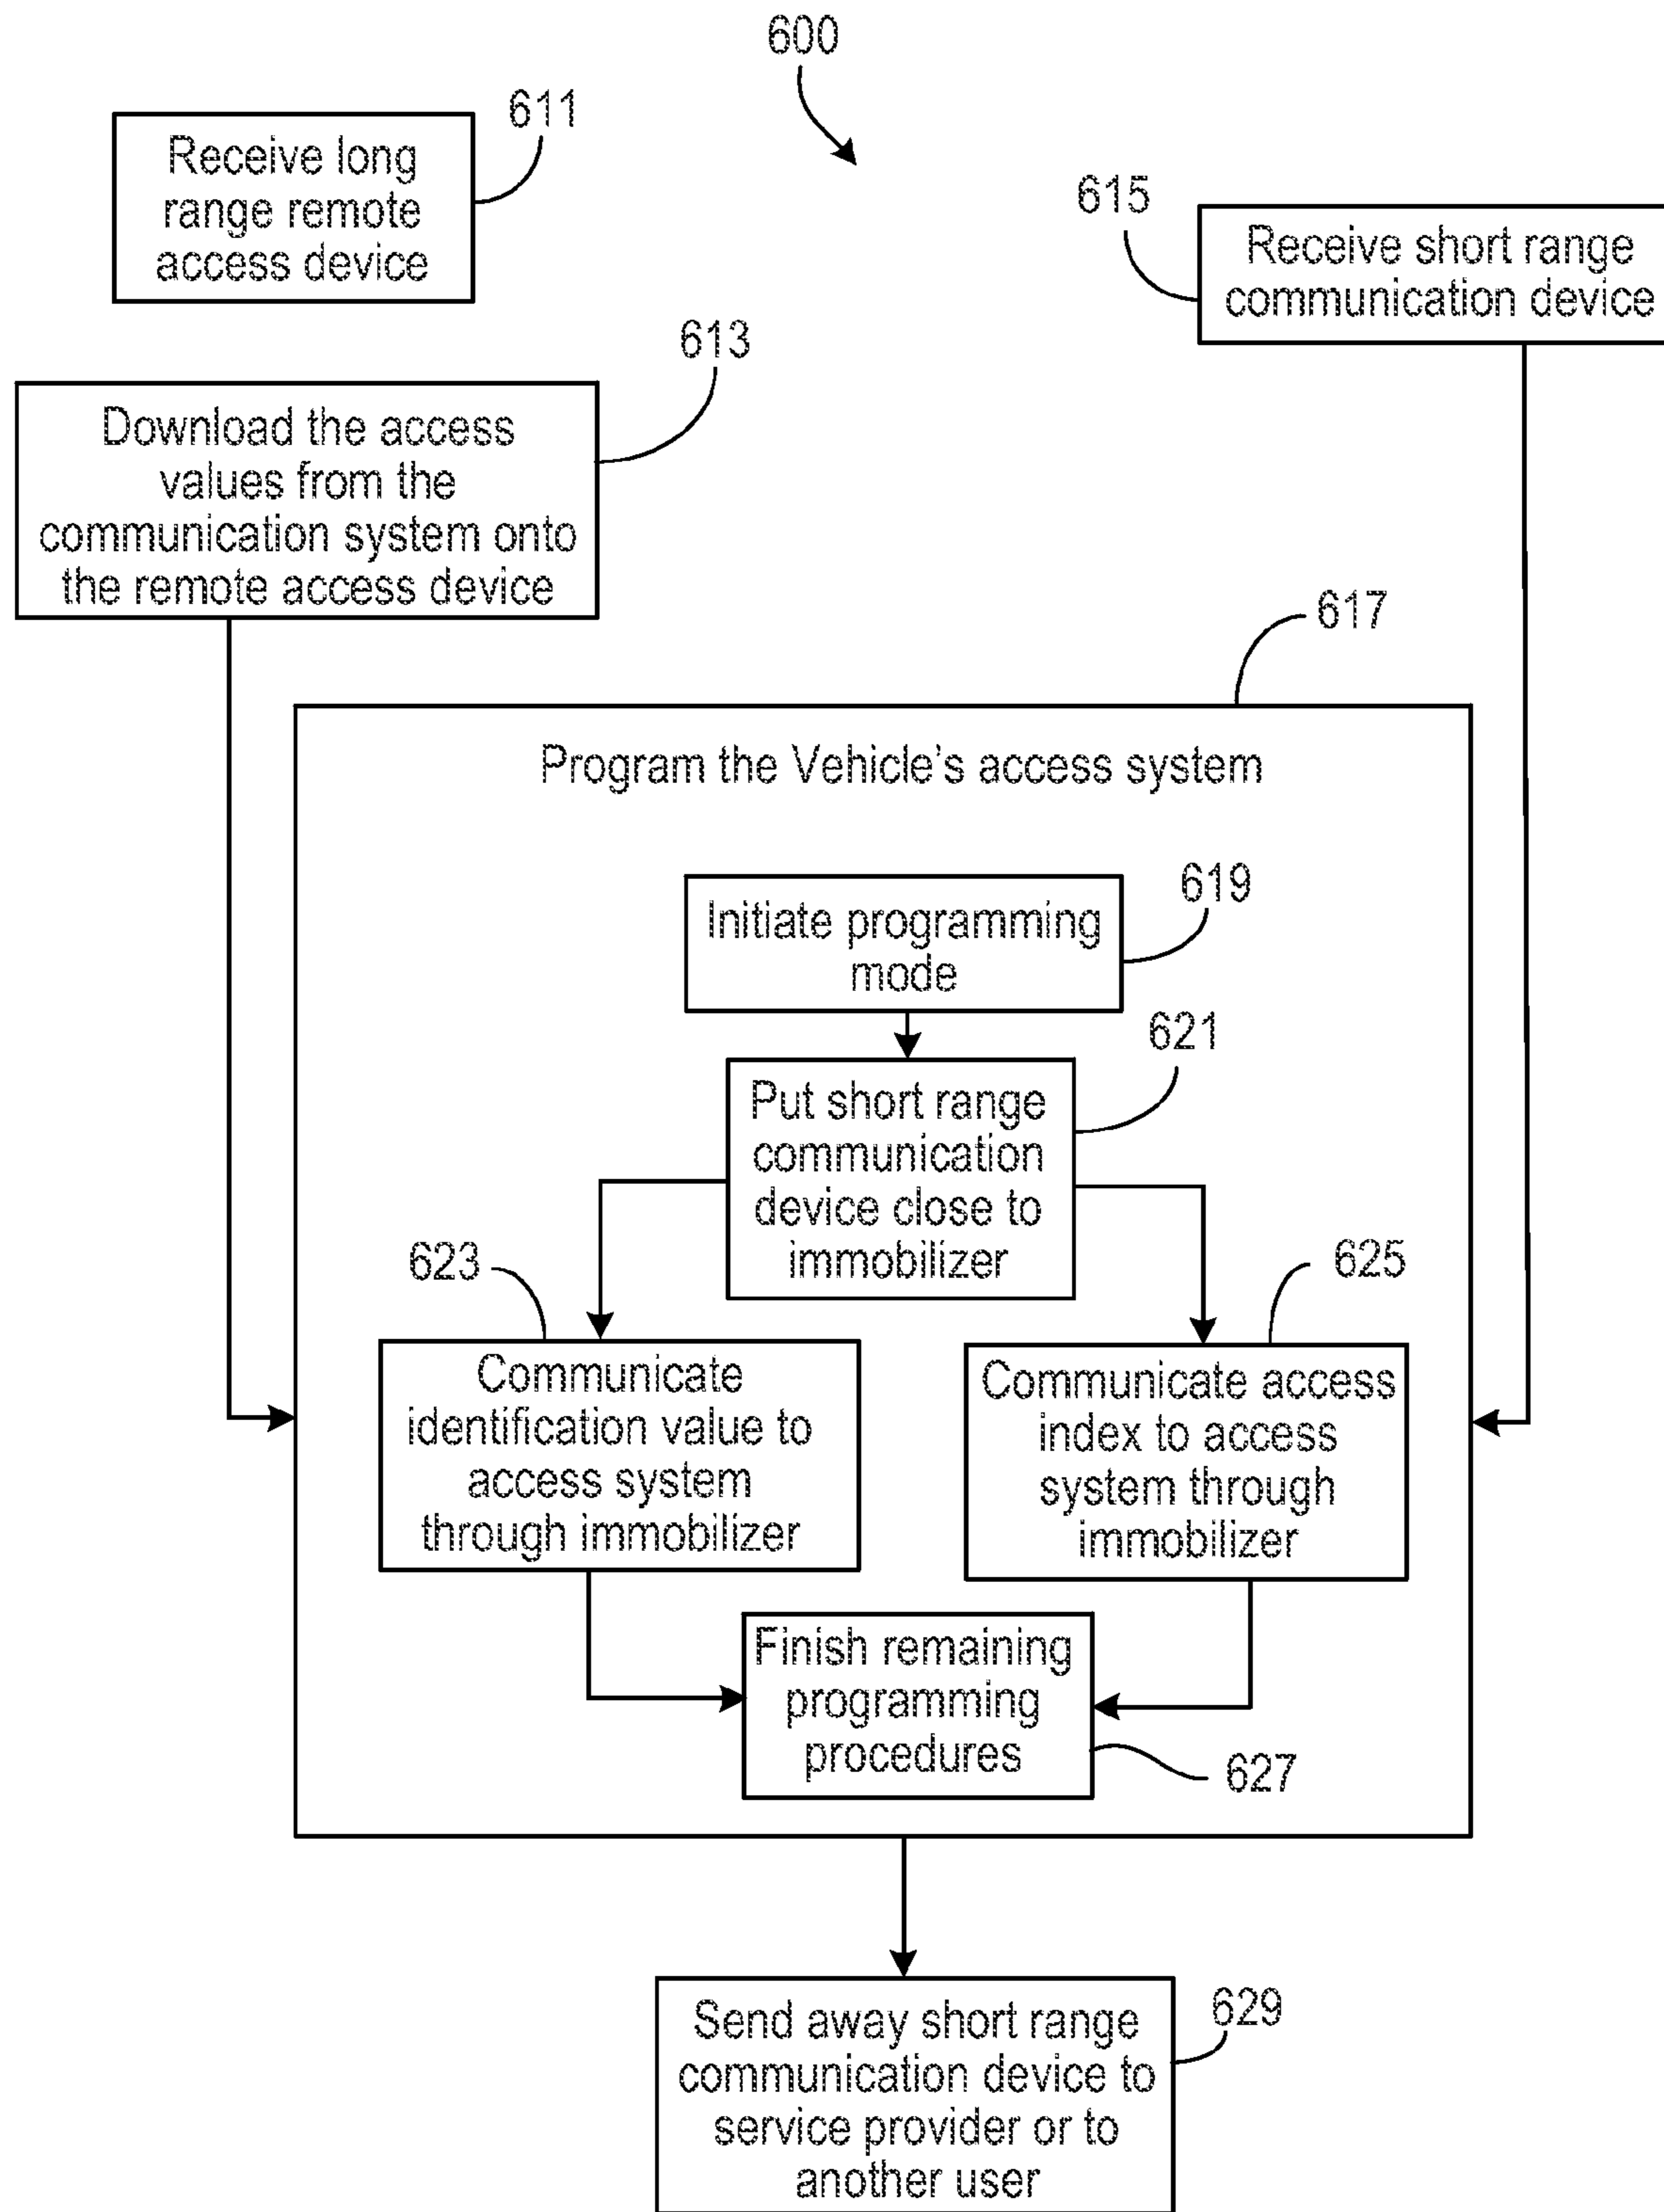 600
611
Receive long
range remote
access device
615
Receive short range
communication device
613
Download the access
values from the
communication system onto
the remote access device
617
Program the Vehicle's access system
619
Initiate programming
mode
621
Put short range
communication
device close to
immobilizer
623
625
Communicate
identification value to
access system
through immobilizer
Communicate access
index to access
system through
immobilizer
Finish remaining
programming
procedures
627
629
Send away short range
communication device to
service provider or to
another user